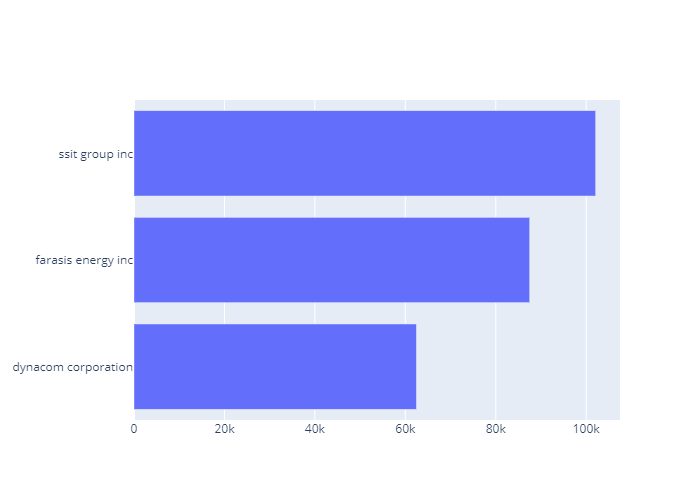 ssit group inc
farasis energy inc
dynacom corporation
0 20k 40k 60k 80k 100k